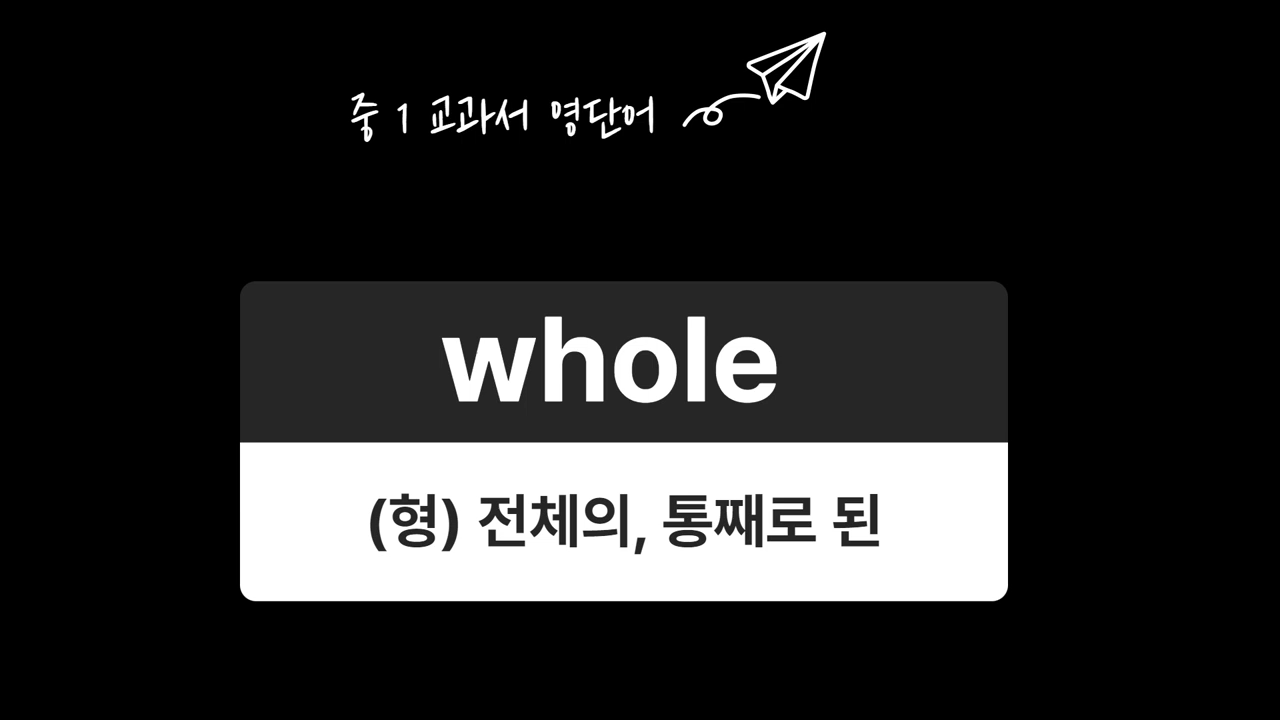 중 1 교과서 영단어
whole
(형) 전체의, 통째로 된